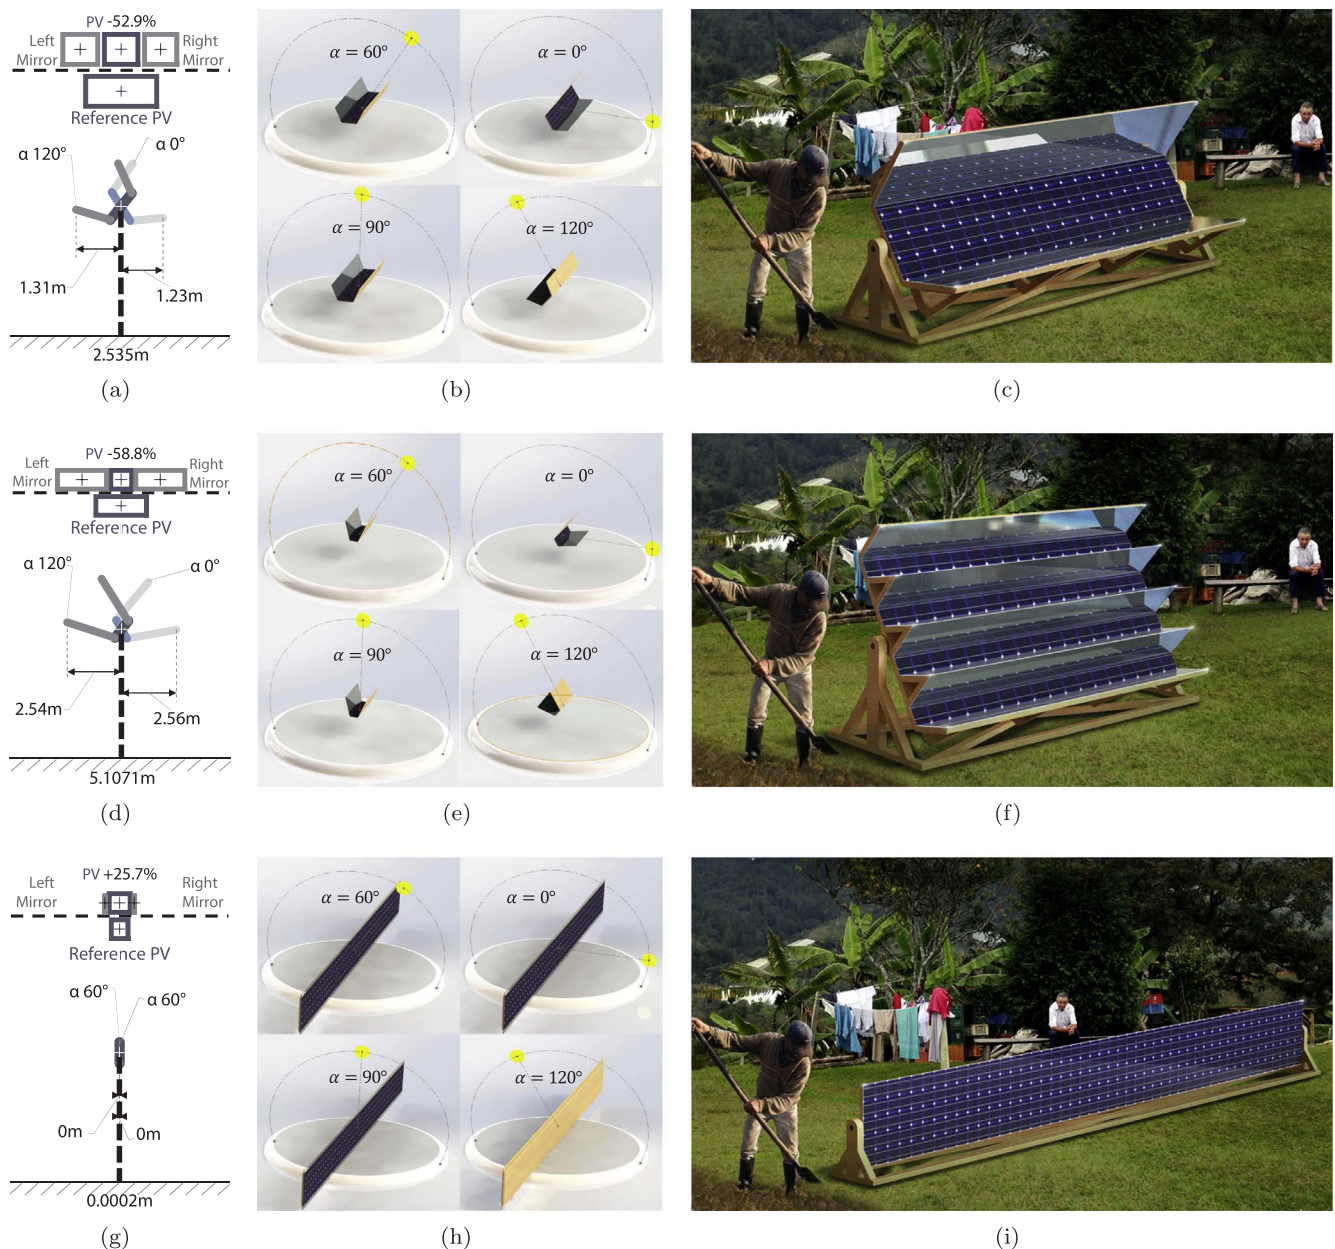 PV -52.9%
Left
Mirror
Right
Mirror
Reference PV
α 120°
α 0°
1.31m
1.23m
2.535m
(a)
α = 60°
α = 0°
α = 90°
α = 120°
(b)
(c)
PV -58.8%
Left
Mirror
Right
Mirror
Reference PV
α 120°
α 0°
2.54m
2.56m
5.1071m
(d)
α = 60°
α = 0°
α = 90°
α = 120°
(e)
(f)
PV +25.7%
Left
Mirror
Right
Mirror
Reference PV
α 60°
α 60°
0m
0m
0.0002m
(g)
α = 60°
α = 0°
α = 90°
α = 120°
(h)
(i)